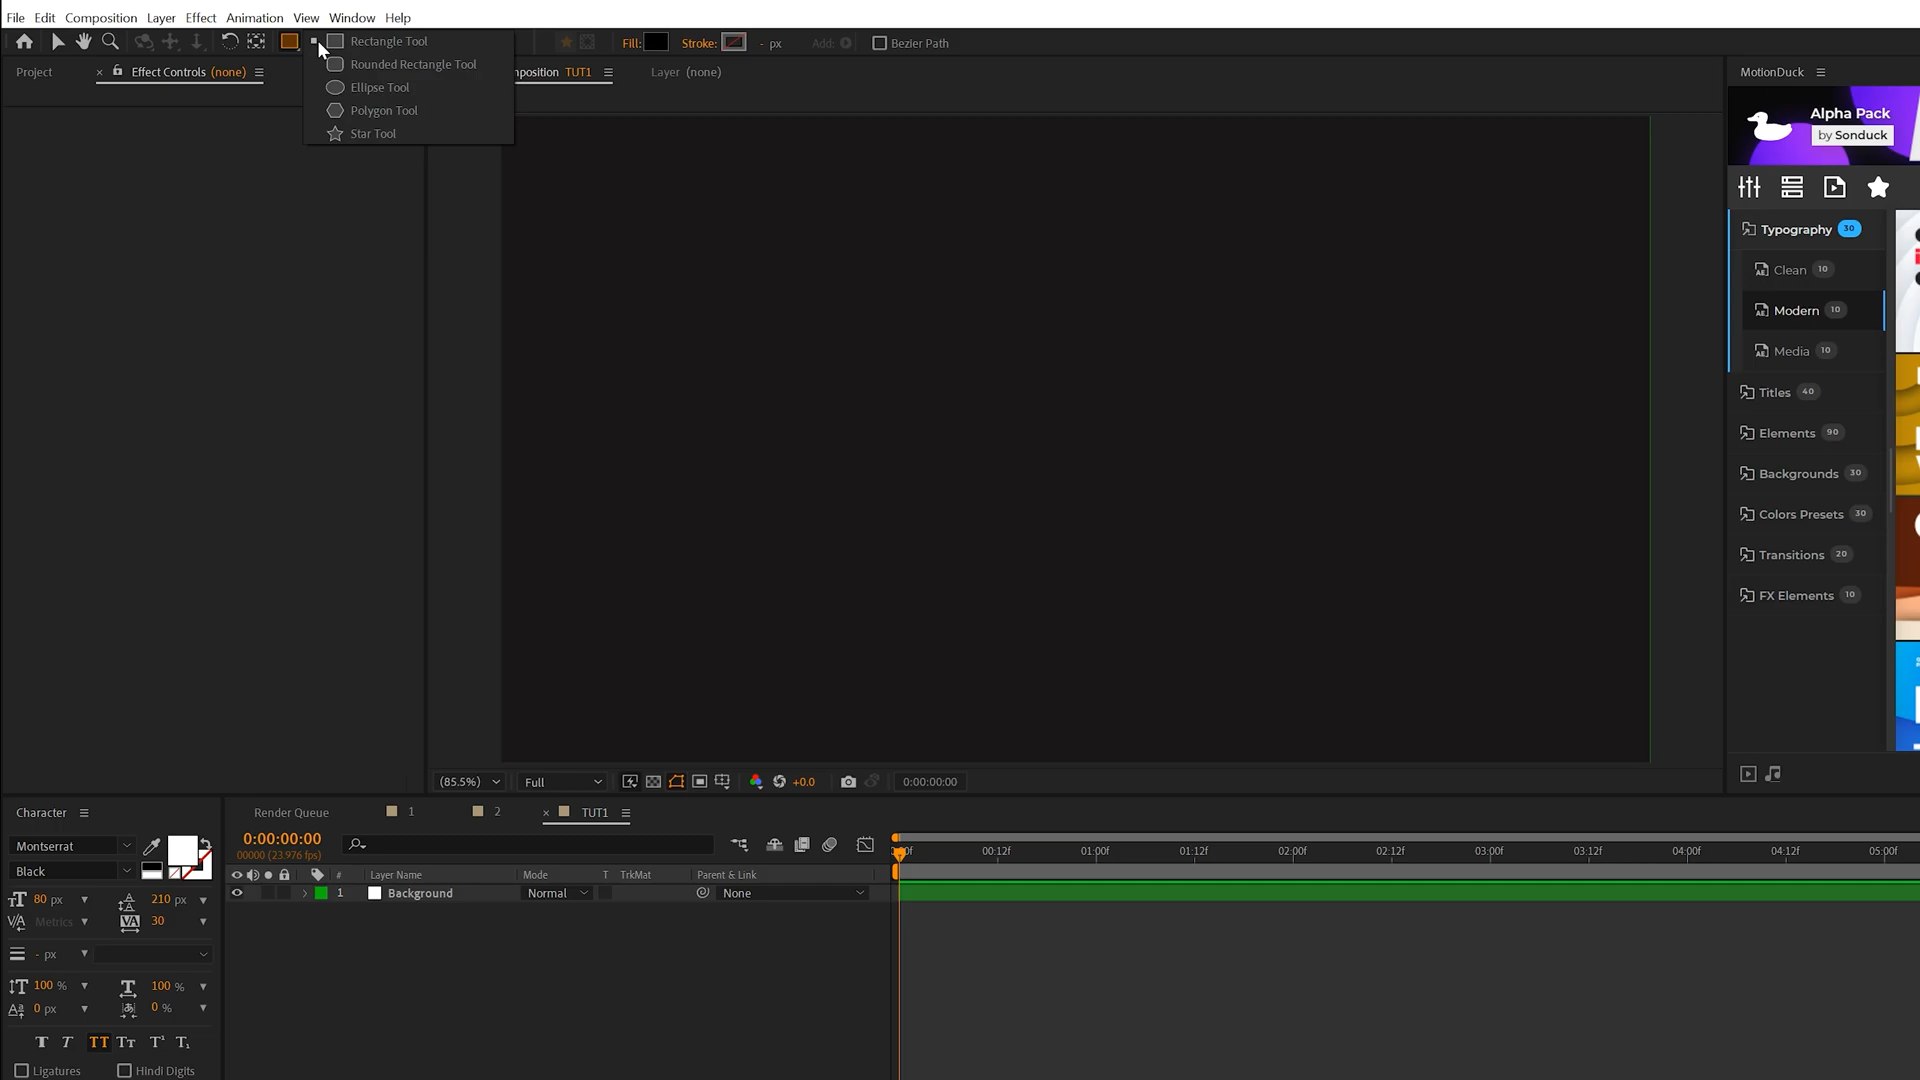 File Edit Composition Layer Effect Animation View Window Help
Rectangle Tool
Rounded Rectangle Tool
Ellipse Tool
Polygon Tool
Star Tool
Fill: Stroke: - px Add: Bezier Path
Project × Effect Controls (none)
position TUT1 Layer (none)
MotionDuck
Alpha Pack
by Sonduck
Typography 30
Clean 10
Modern 10
Media 10
Titles 40
Elements 90
Backgrounds 30
Colors Presets 30
Transitions 20
FX Elements 10
(85.5%) Full +0.0 0:00:00:00
Character
Montserrat
Black
80 px 210 px
Metrics 30
- px
100 % 100 %
0 px 0 %
T T TT Tт T¹ T₁
Ligatures Hindi Digits
Render Queue 1 2 × TUT1
0:00:00:00
00000 (23.976 fps)
# Layer Name Mode T TrkMat Parent & Link
1 Background Normal None
00:12f 01:00f 01:12f 02:00f 02:12f 03:00f 03:12f 04:00f 04:12f 05:00f